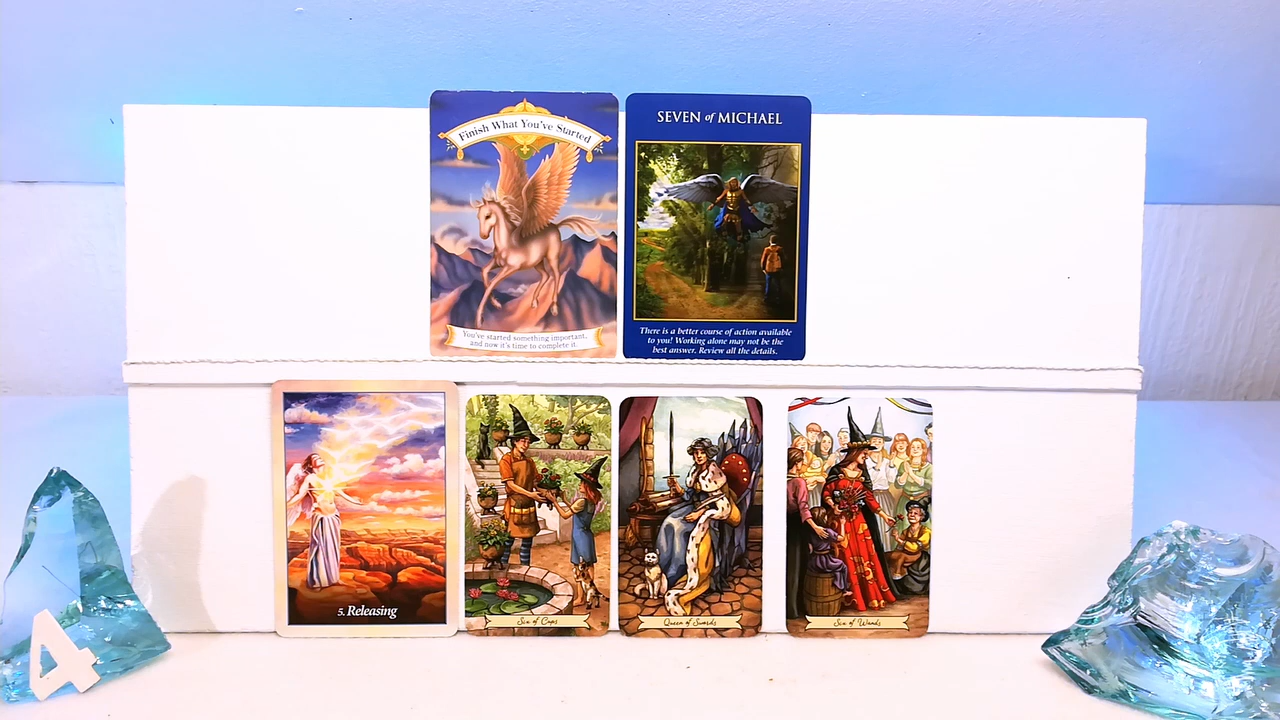 Finish What You've Started
You've started something important,
and now it's time to complete it.
SEVEN of MICHAEL
There is a better course of action available
to you! Working alone may not be the
best answer. Review all the details.
5. Releasing
Six of Cups
Queen of Swords
Six of Wands
4